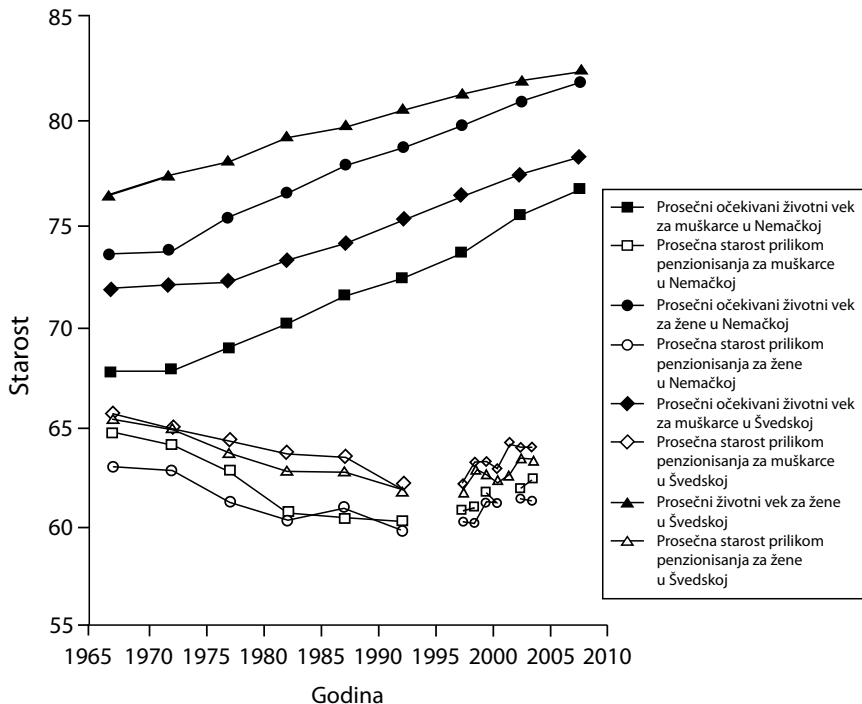 85
80
75
70
65
60
55
Starost
1965 1970 1975 1980 1985 1990 1995 2000 2005 2010
Godina
Prosečni očekivani životni vek
za muškarce u Nemačkoj
Prosečna starost prilikom
penzionisanja za muškarce
u Nemačkoj
Prosečni očekivani životni vek
za žene u Nemačkoj
Prosečna starost prilikom
penzionisanja za žene
u Nemačkoj
Prosečni očekivani životni vek
za muškarce u Švedskoj
Prosečna starost prilikom
penzionisanja za muškarce
u Švedskoj
Prosečni životni vek za žene
u Švedskoj
Prosečna starost prilikom
penzionisanja za žene
u Švedskoj